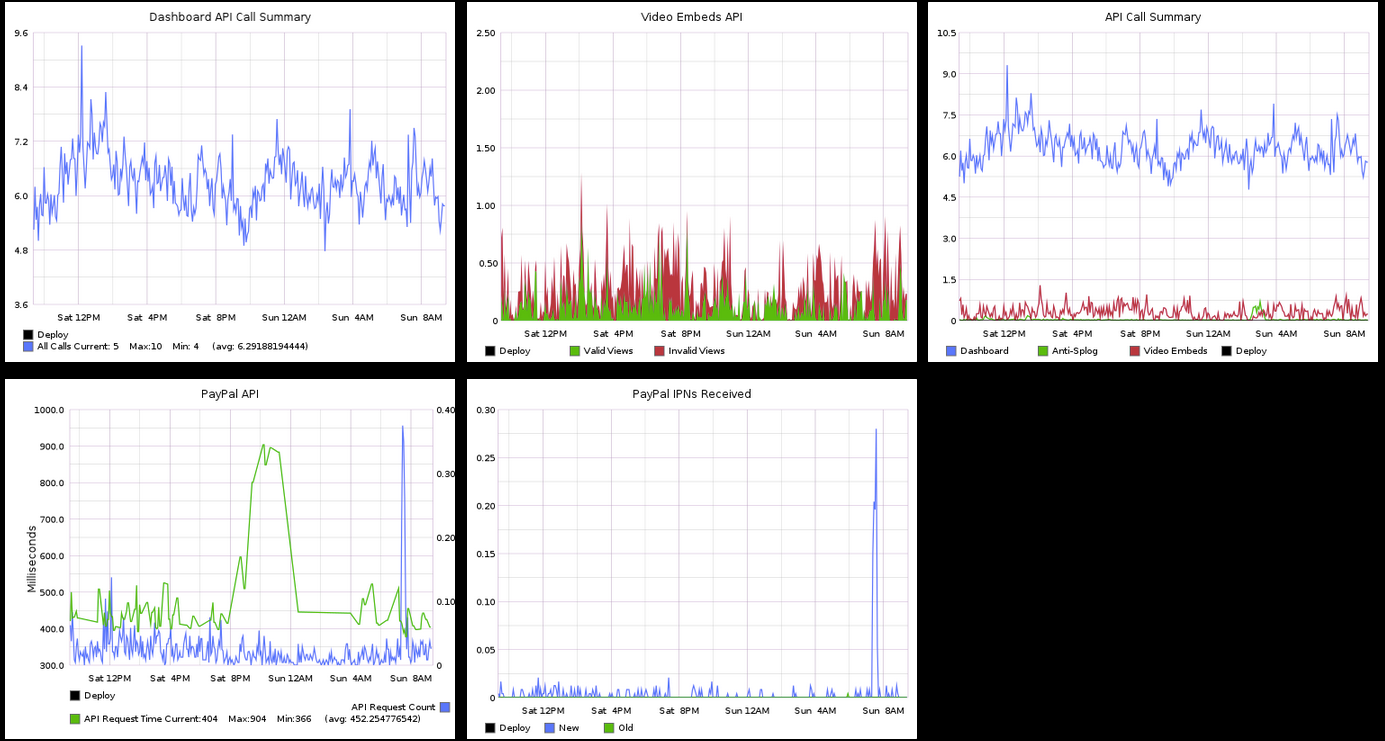 Dashboard API Call Summary
9.6
8.4
7.2
6.0
4.8
3.6
Sat 12PM Sat 4PM Sat 8PM Sun 12AM Sun 4AM Sun 8AM
Deploy
All Calls Current: 5 Max:10 Min: 4 (avg: 6.29188194444)
Video Embeds API
2.50
2.00
1.50
1.00
0.50
0
Sat 12PM Sat 4PM Sat 8PM Sun 12AM Sun 4AM Sun 8AM
Deploy Valid Views Invalid Views
API Call Summary
10.5
9.0
7.5
6.0
4.5
3.0
1.5
0
Sat 12PM Sat 4PM Sat 8PM Sun 12AM Sun 4AM Sun 8AM
Dashboard Anti-Splog Video Embeds Deploy
PayPal API
1000.0 0.40
900.0
800.0 0.30
700.0
600.0 0.20
500.0
400.0 0.10
300.0 0
Milliseconds
Sat 12PM Sat 4PM Sat 8PM Sun 12AM Sun 4AM Sun 8AM
Deploy
API Request Count
API Request Time Current:404 Max:904 Min:366 (avg: 452.254776542)
PayPal IPNs Received
0.30
0.25
0.20
0.15
0.10
0.05
0
Sat 12PM Sat 4PM Sat 8PM Sun 12AM Sun 4AM Sun 8AM
Deploy New Old